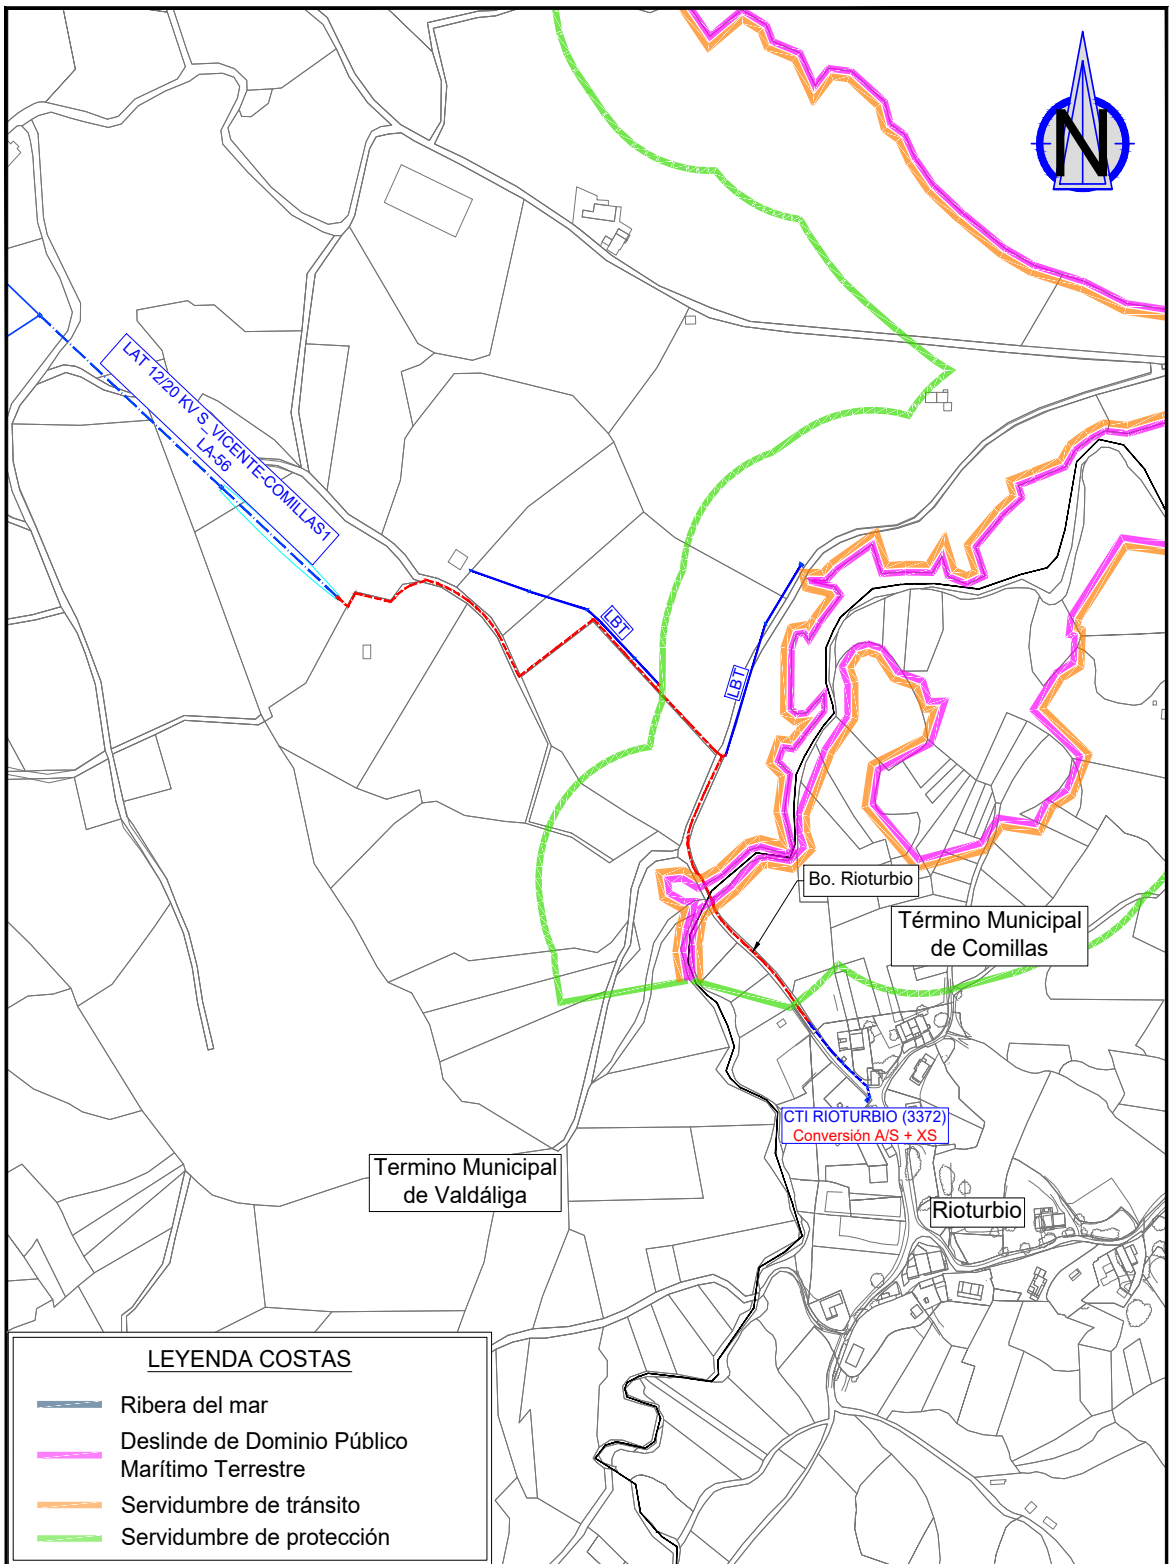 N
LAT 12/20 KV S_VICENTE-COMILLAS1
LA-56
LBT
LBT
Bo. Rioturbio
Término Municipal
de Comillas
CTI RIOTURBIO (3372)
Conversión A/S + XS
Termino Municipal
de Valdáliga
Rioturbio
LEYENDA COSTAS
Ribera del mar
Deslinde de Dominio Público
Marítimo Terrestre
Servidumbre de tránsito
Servidumbre de protección